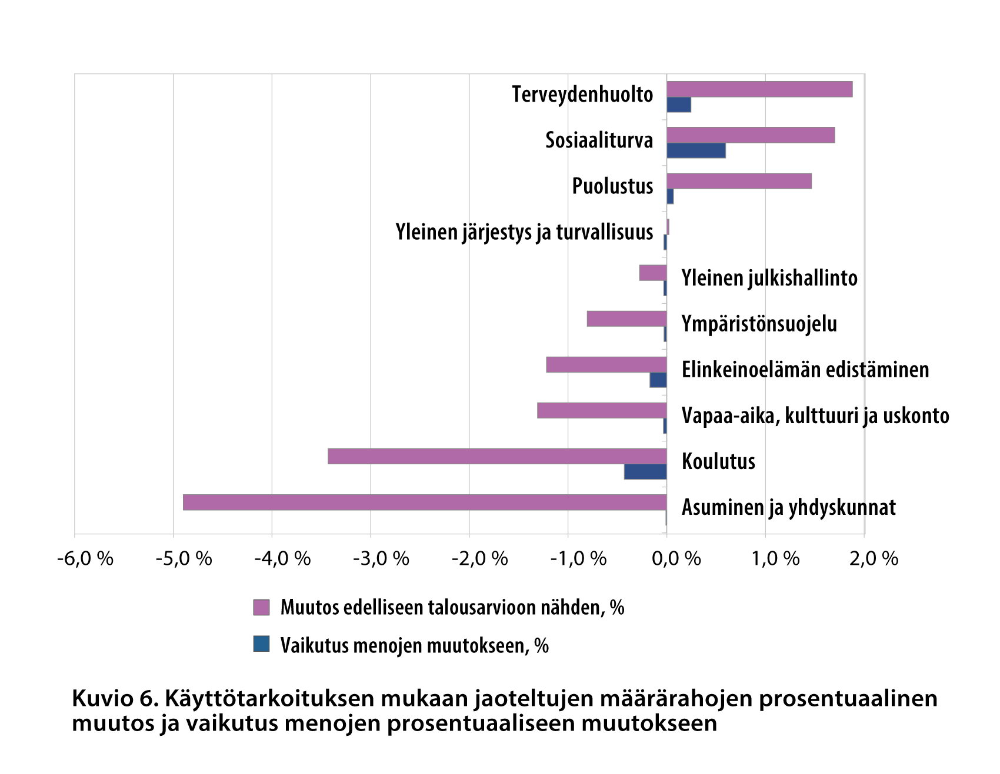 Terveydenhuolto
Sosiaaliturva
Puolustus
Yleinen järjestys ja turvallisuus
Yleinen julkishallinto
Ympäristönsuojelu
Elinkeinoelämän edistäminen
Vapaa-aika, kulttuuri ja uskonto
Koulutus
Asuminen ja yhdyskunnat
-6,0 % -5,0 % -4,0 % -3,0 % -2,0 % -1,0 % 0,0 % 1,0 % 2,0 %
Muutos edelliseen talousarvioon nähden, %
Vaikutus menojen muutokseen, %
Kuvio 6. Käyttötarkoituksen mukaan jaoteltujen määrärahojen prosentuaalinen
muutos ja vaikutus menojen prosentuaaliseen muutokseen